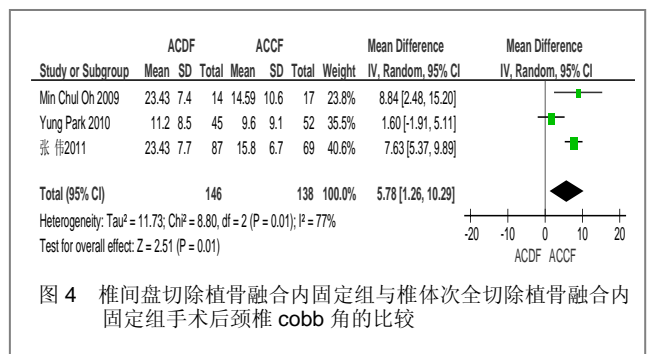 ACDF ACCF Mean Difference Mean Difference
Study or Subgroup Mean SD Total Mean SD Total Weight IV, Random, 95% CI IV, Random, 95% CI
Min Chul Oh 2009 23.43 7.4 14 14.59 10.6 17 23.8% 8.84 [2.48, 15.20]
Yung Park 2010 11.2 8.5 45 9.6 9.1 52 35.5% 1.60 [-1.91, 5.11]
张 伟2011 23.43 7.7 87 15.8 6.7 69 40.6% 7.63 [5.37, 9.89]
Total (95% CI) 146 138 100.0% 5.78 [1.26, 10.29]
Heterogeneity: Tau² = 11.73; Chi² = 8.80, df = 2 (P = 0.01); I² = 77%
Test for overall effect: Z = 2.51 (P = 0.01)
-20 -10 0 10 20
ACDF ACCF
图 4 椎间盘切除植骨融合内固定组与椎体次全切除植骨融合内
固定组手术后颈椎 cobb 角的比较